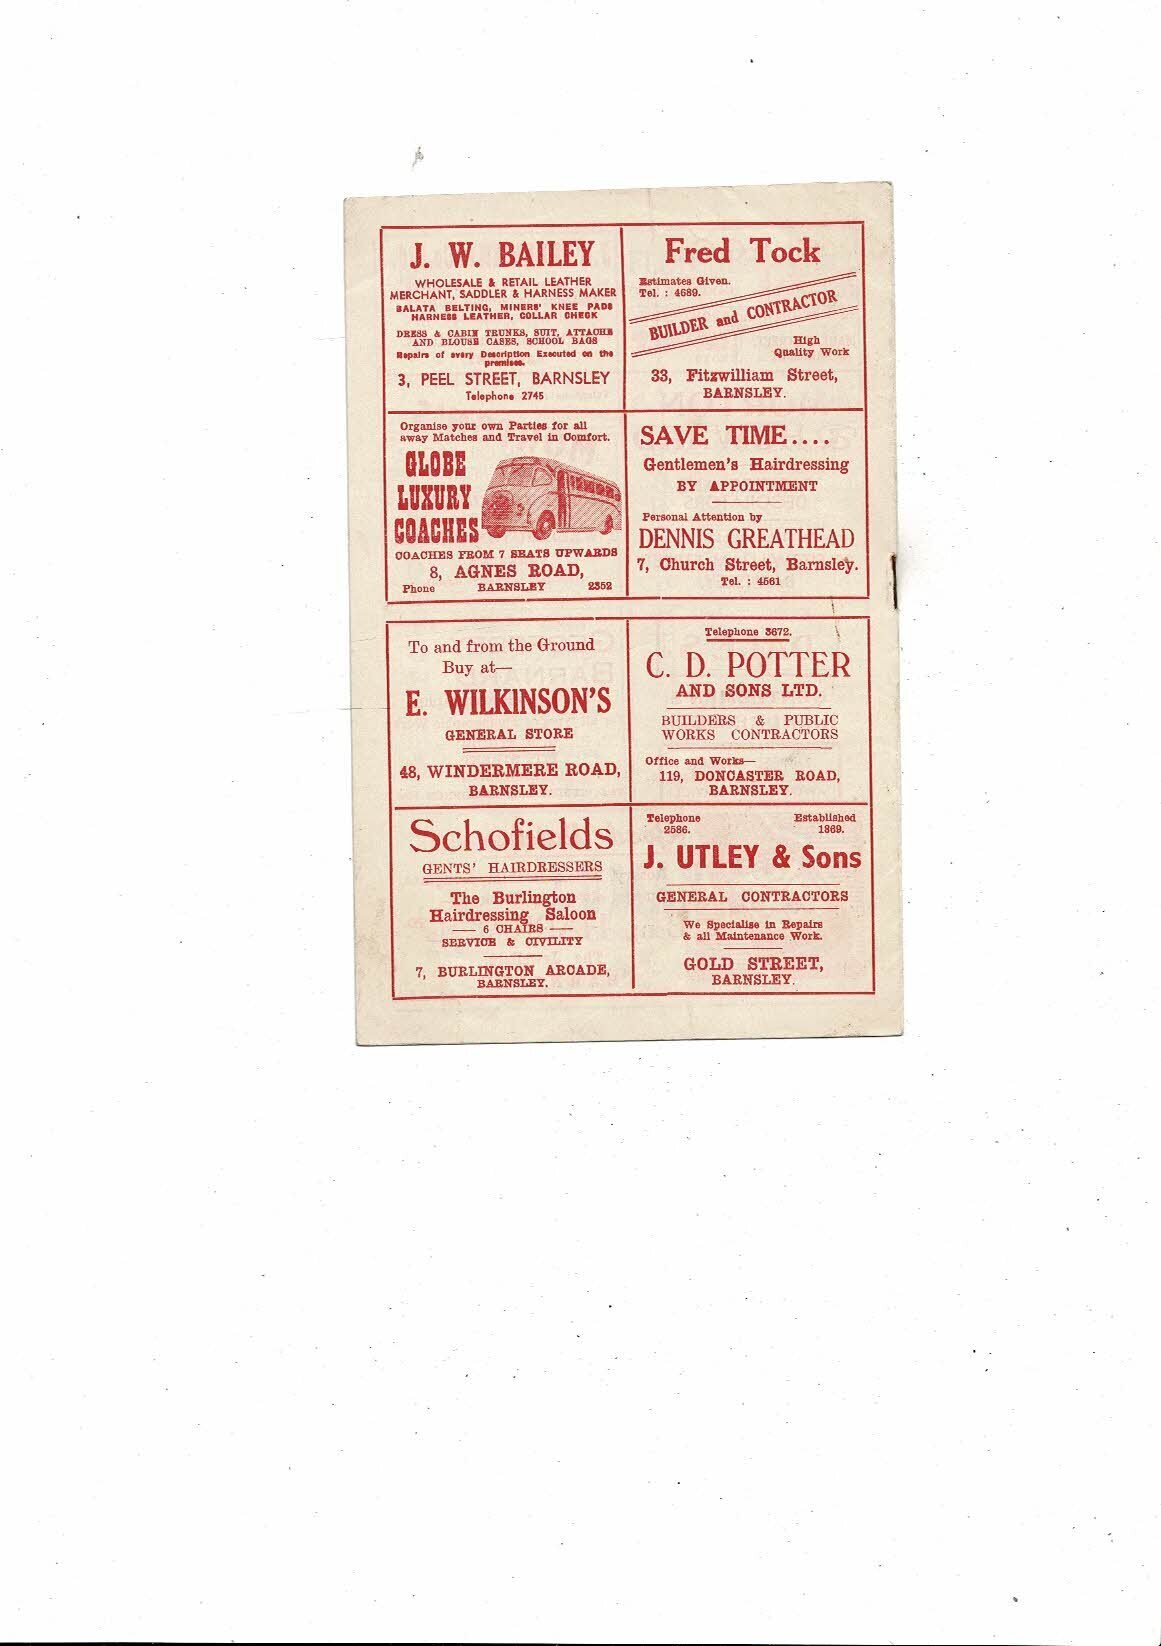 J. W. BAILEY
WHOLESALE & RETAIL LEATHER
MERCHANT, SADDLER & HARNESS MAKER
BALATA BELTING, MINERS' KNEE PADS
HARNESS LEATHER, COLLAR CHECK
DRESS & CABIN TRUNKS, SUIT, ATTACHE
AND BLOUSE CASES, SCHOOL BAGS
Repairs of every Description Executed on the
premises.
3, PEEL STREET, BARNSLEY
Telephone 2745
Fred Tock
Estimates Given.
Tel. : 4689.
BUILDER and CONTRACTOR
High
Quality Work
33, Fitzwilliam Street,
BARNSLEY.
Organise your own Parties for all
away Matches and Travel in Comfort.
GLOBE
LUXURY
COACHES
COACHES FROM 7 SEATS UPWARDS
8, AGNES ROAD,
Phone BARNSLEY 2352
SAVE TIME....
Gentlemen's Hairdressing
BY APPOINTMENT
Personal Attention by
DENNIS GREATHEAD
7, Church Street, Barnsley.
Tel. : 4561
To and from the Ground
Buy at—
E. WILKINSON'S
GENERAL STORE
48, WINDERMERE ROAD,
BARNSLEY.
Telephone 3672.
C. D. POTTER
AND SONS LTD.
BUILDERS & PUBLIC
WORKS CONTRACTORS
Office and Works—
119, DONCASTER ROAD,
BARNSLEY.
Schofields
GENTS' HAIRDRESSERS
The Burlington
Hairdressing Saloon
— 6 CHAIRS —
SERVICE & CIVILITY
7, BURLINGTON ARCADE,
BARNSLEY.
Telephone Established
2586. 1869.
J. UTLEY & Sons
GENERAL CONTRACTORS
We Specialise in Repairs
& all Maintenance Work.
GOLD STREET,
BARNSLEY.